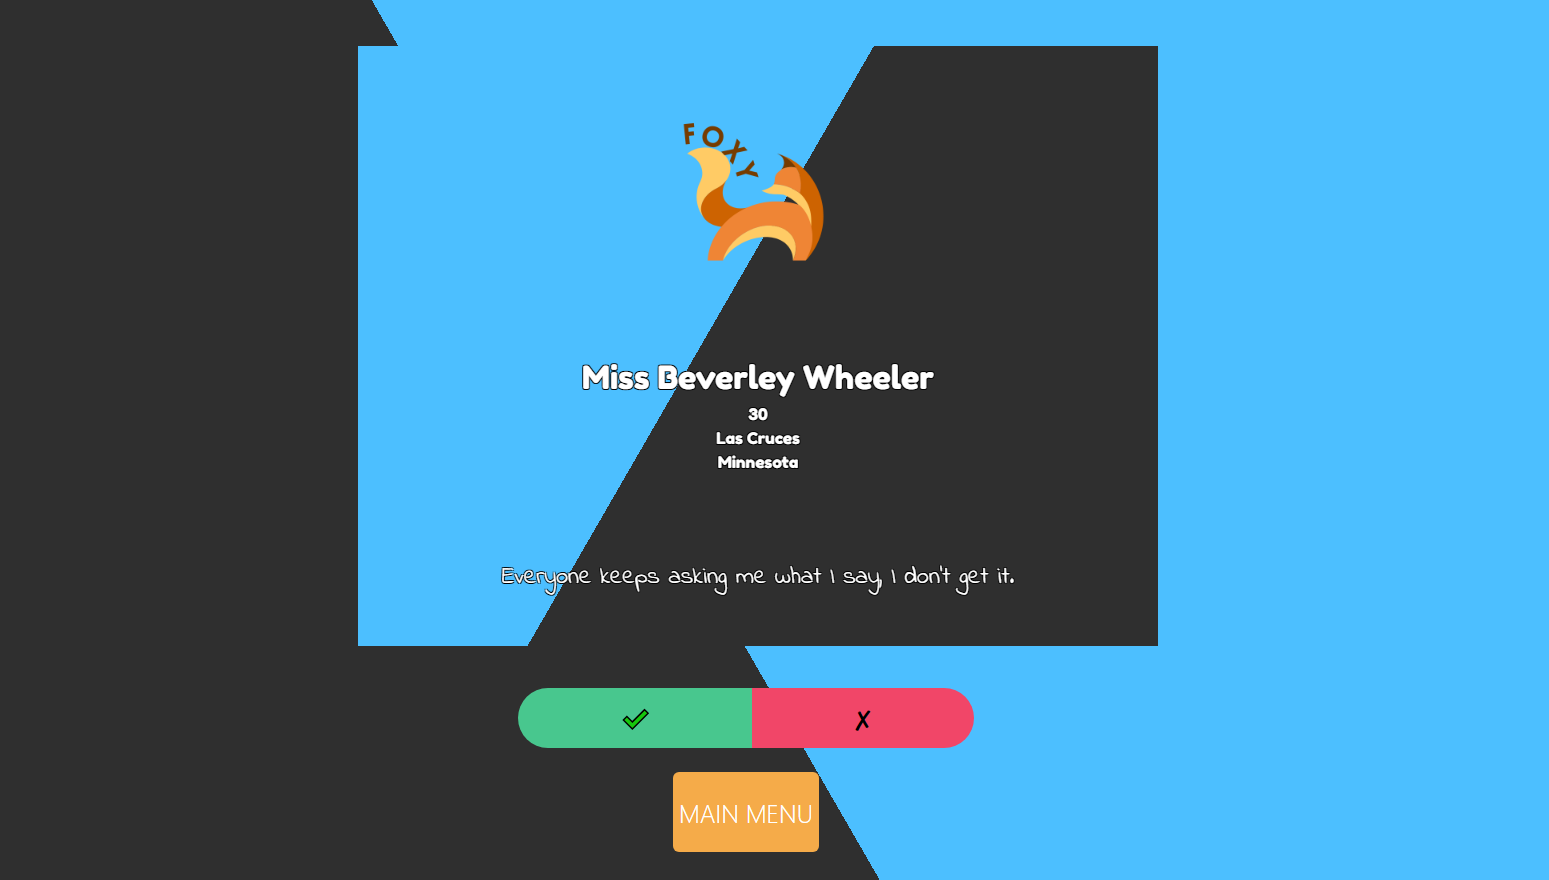 FOXY
Miss Beverley Wheeler
30
Las Cruces
Minnesota
Everyone keeps asking me what I say, I don't get it.
✔ ✗
MAIN MENU